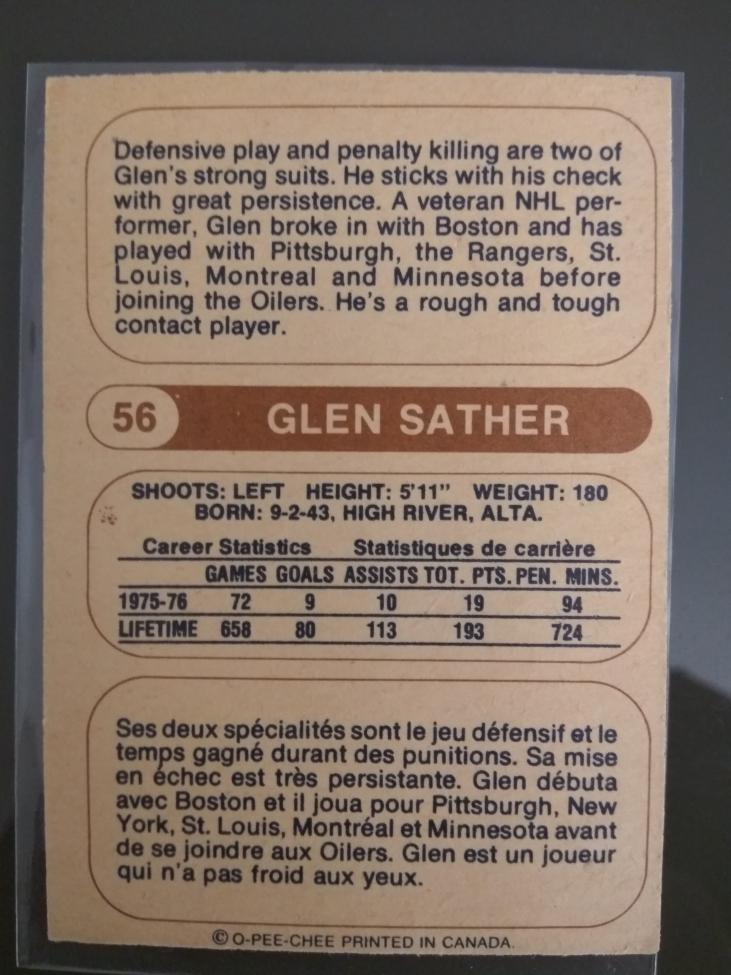 Defensive play and penalty killing are two of
Glen's strong suits. He sticks with his check
with great persistence. A veteran NHL per-
former, Glen broke in with Boston and has
played with Pittsburgh, the Rangers, St.
Louis, Montreal and Minnesota before
joining the Oilers. He's a rough and tough
contact player.
56 GLEN SATHER
SHOOTS: LEFT HEIGHT: 5'11" WEIGHT: 180
BORN: 9-2-43, HIGH RIVER, ALTA.
Career Statistics Statistiques de carrière
GAMES GOALS ASSISTS TOT. PTS. PEN. MINS.
1975-76 72 9 10 19 94
LIFETIME 658 80 113 193 724
Ses deux spécialités sont le jeu défensif et le
temps gagné durant des punitions. Sa mise
en échec est très persistante. Glen débuta
avec Boston et il joua pour Pittsburgh, New
York, St. Louis, Montréal et Minnesota avant
de se joindre aux Oilers. Glen est un joueur
qui n'a pas froid aux yeux.
© O-PEE-CHEE PRINTED IN CANADA.